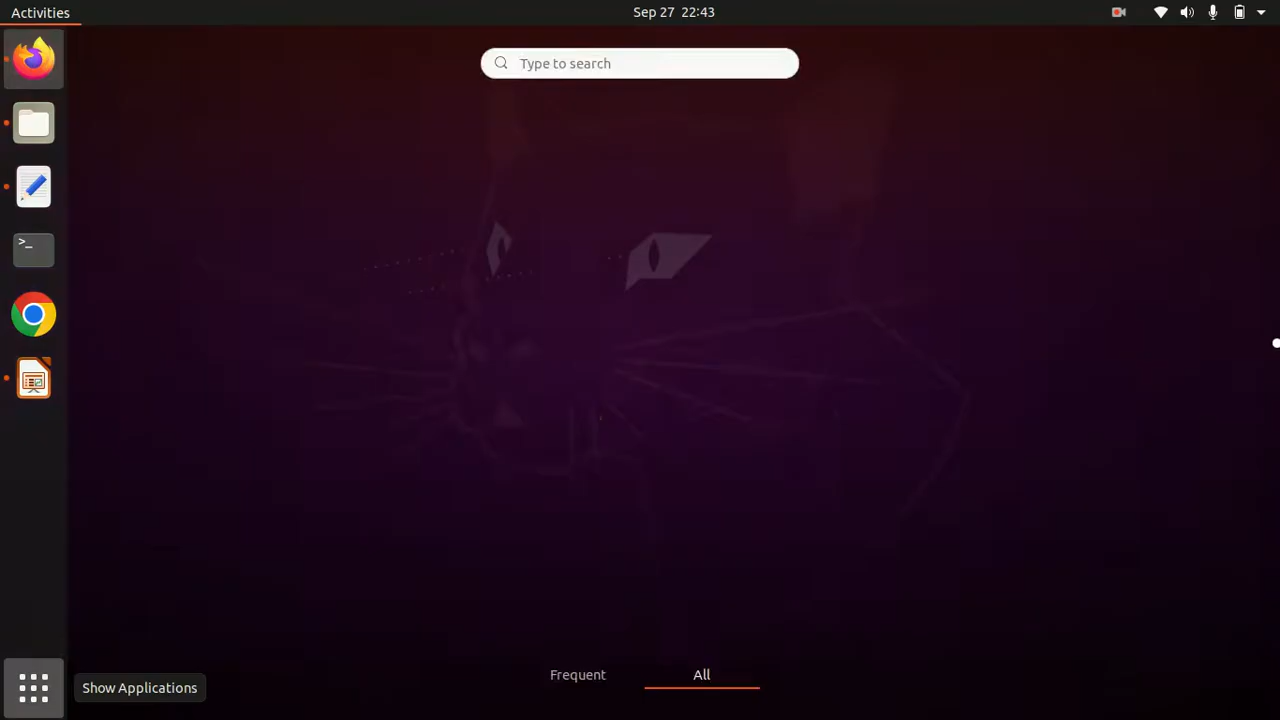 Activities
Sep 27 22:43
Type to search
>_
Frequent
All
Show Applications